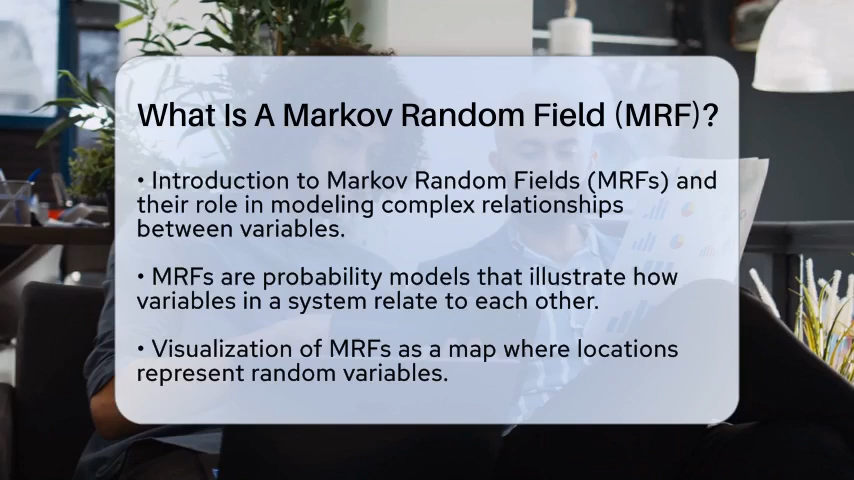 What Is A Markov Random Field (MRF)?
• Introduction to Markov Random Fields (MRFs) and
their role in modeling complex relationships
between variables.
• MRFs are probability models that illustrate how
variables in a system relate to each other.
• Visualization of MRFs as a map where locations
represent random variables.